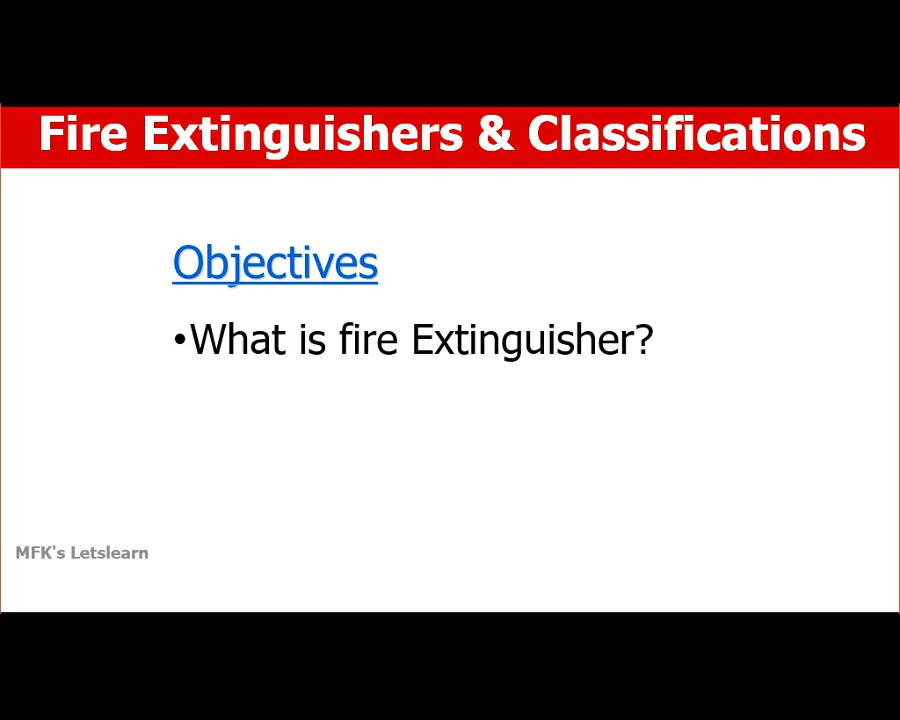 Fire Extinguishers & Classifications
Objectives
•What is fire Extinguisher?
MFK's Letslearn